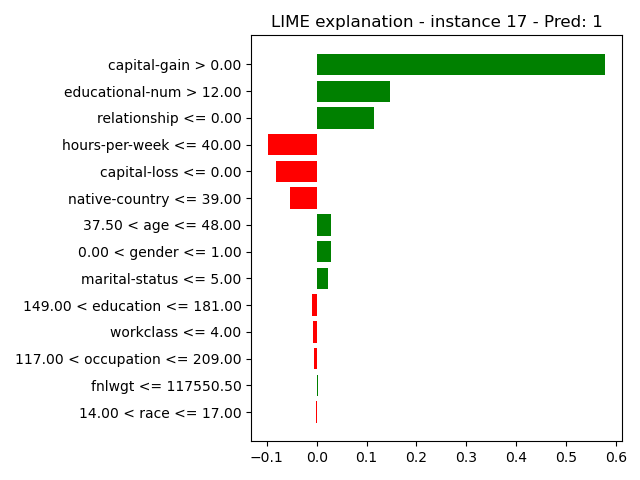 LIME explanation - instance 17 - Pred: 1
capital-gain > 0.00
educational-num > 12.00
relationship <= 0.00
hours-per-week <= 40.00
capital-loss <= 0.00
native-country <= 39.00
37.50 < age <= 48.00
0.00 < gender <= 1.00
marital-status <= 5.00
149.00 < education <= 181.00
workclass <= 4.00
117.00 < occupation <= 209.00
fnlwgt <= 117550.50
14.00 < race <= 17.00
−0.1 0.0 0.1 0.2 0.3 0.4 0.5 0.6